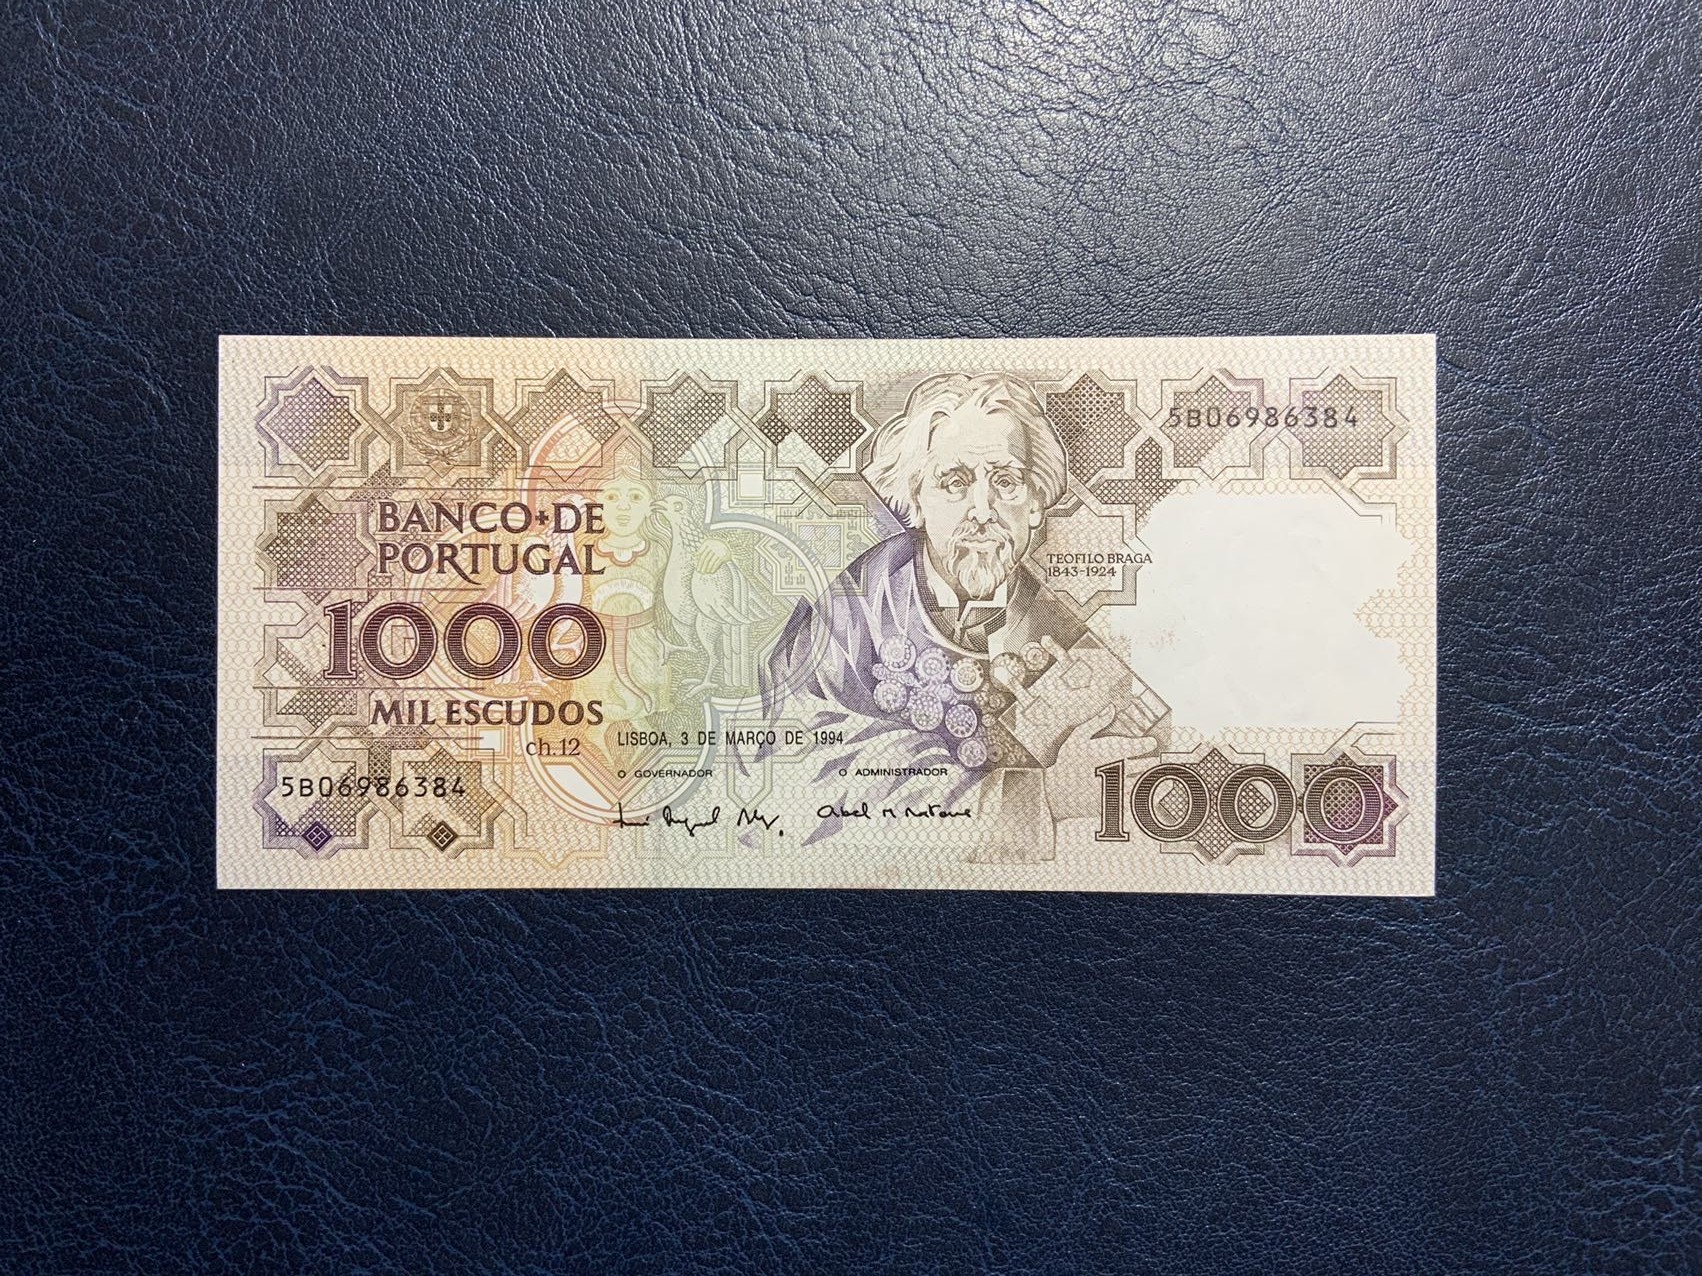 5B06986384
BANCO DE
PORTUGAL
TEOFILO BRAGA
1843-1924
1000
MIL ESCUDOS
ch.12
LISBOA, 3 DE MARÇO DE 1994
O GOVERNADOR
O ADMINISTRADOR
5B06986384
1000